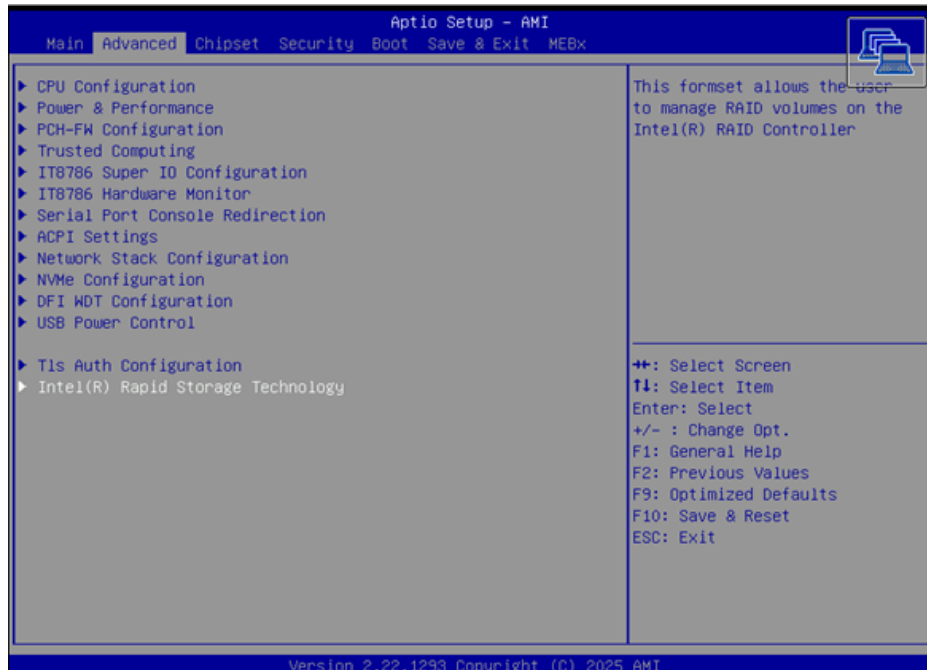 Aptio Setup - AMI
Main Advanced Chipset Security Boot Save & Exit MEBx
CPU Configuration
Power & Performance
PCH-FW Configuration
Trusted Computing
IT8786 Super IO Configuration
IT8786 Hardware Monitor
Serial Port Console Redirection
ACPI Settings
Network Stack Configuration
NVMe Configuration
DFI WDT Configuration
USB Power Control
Tls Auth Configuration
Intel(R) Rapid Storage Technology
This formset allows the user
to manage RAID volumes on the
Intel(R) RAID Controller
→←: Select Screen
↑↓: Select Item
Enter: Select
+/- : Change Opt.
F1: General Help
F2: Previous Values
F9: Optimized Defaults
F10: Save & Reset
ESC: Exit
Version 2.22.1293 Copyright (C) 2025 AMI